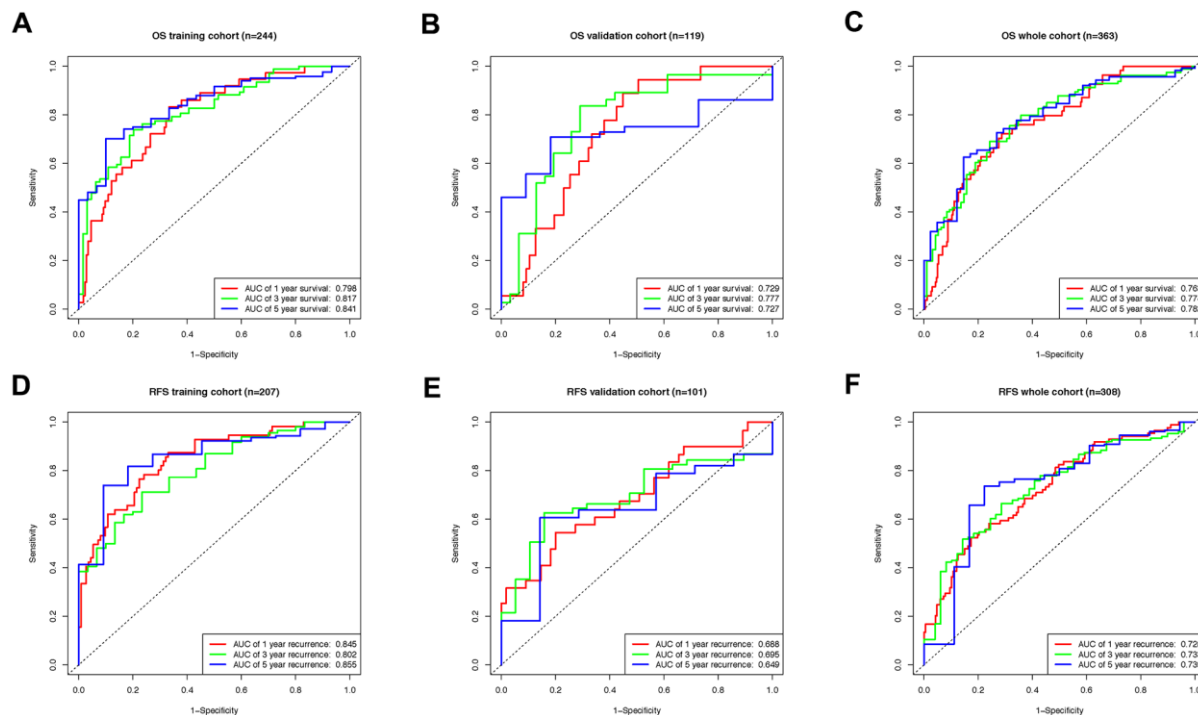 A
OS training cohort (n=244)
Sensitivity
1.0
0.8
0.6
0.4
0.2
0.0
AUC of 1 year survival: 0.798
AUC of 3 year survival: 0.817
AUC of 5 year survival: 0.841
0.0 0.2 0.4 0.6 0.8 1.0
1-Specificity
B
OS validation cohort (n=119)
Sensitivity
1.0
0.8
0.6
0.4
0.2
0.0
AUC of 1 year survival: 0.729
AUC of 3 year survival: 0.777
AUC of 5 year survival: 0.727
0.0 0.2 0.4 0.6 0.8 1.0
1-Specificity
C
OS whole cohort (n=363)
Sensitivity
1.0
0.8
0.6
0.4
0.2
0.0
AUC of 1 year survival:
AUC of 3 year survival:
AUC of 5 year survival:
0.0 0.2 0.4 0.6 0.8 1.0
1-Specificity
D
RFS training cohort (n=207)
Sensitivity
1.0
0.8
0.6
0.4
0.2
0.0
AUC of 1 year recurrence: 0.845
AUC of 3 year recurrence: 0.802
AUC of 5 year recurrence: 0.855
0.0 0.2 0.4 0.6 0.8 1.0
1-Specificity
E
RFS validation cohort (n=101)
Sensitivity
1.0
0.8
0.6
0.4
0.2
0.0
AUC of 1 year recurrence: 0.688
AUC of 3 year recurrence: 0.695
AUC of 5 year recurrence: 0.649
0.0 0.2 0.4 0.6 0.8 1.0
1-Specificity
F
RFS whole cohort (n=308)
Sensitivity
1.0
0.8
0.6
0.4
0.2
0.0
AUC of 1 year recurrence:
AUC of 3 year recurrence:
AUC of 5 year recurrence:
0.0 0.2 0.4 0.6 0.8 1.0
1-Specificity